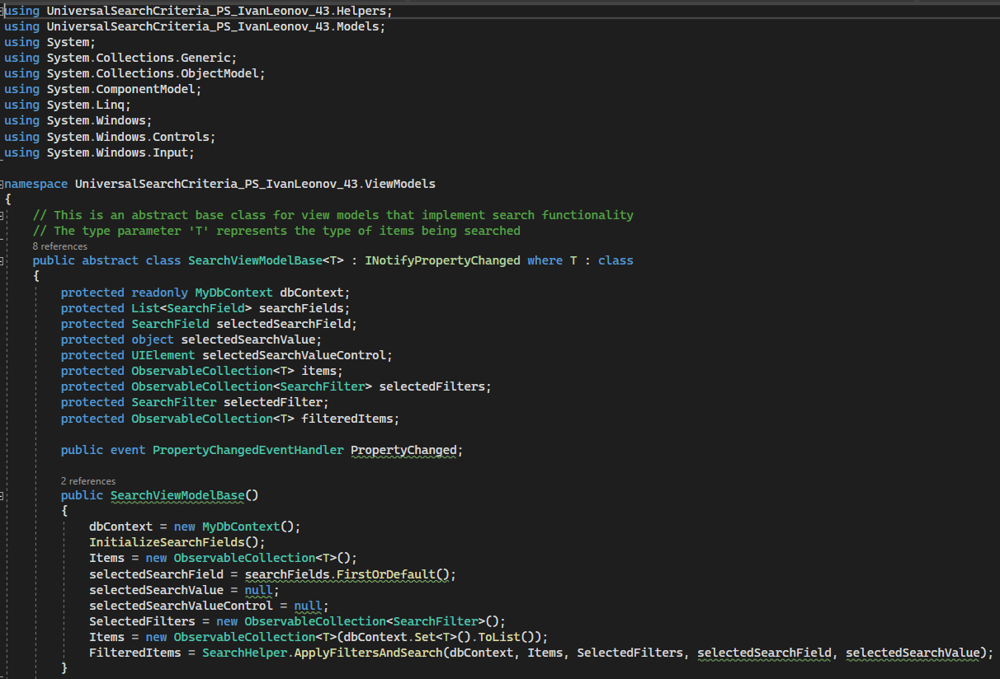 using UniversalSearchCriteria_PS_IvanLeonov_43.Helpers;
using UniversalSearchCriteria_PS_IvanLeonov_43.Models;
using System;
using System.Collections.Generic;
using System.Collections.ObjectModel;
using System.ComponentModel;
using System.Linq;
using System.Windows;
using System.Windows.Controls;
using System.Windows.Input;
namespace UniversalSearchCriteria_PS_IvanLeonov_43.ViewModels
{
// This is an abstract base class for view models that implement search functionality
// The type parameter 'T' represents the type of items being searched
8 references
public abstract class SearchViewModelBase<T> : INotifyPropertyChanged where T : class
{
protected readonly MyDbContext dbContext;
protected List<SearchField> searchFields;
protected SearchField selectedSearchField;
protected object selectedSearchValue;
protected UIElement selectedSearchValueControl;
protected ObservableCollection<T> items;
protected ObservableCollection<SearchFilter> selectedFilters;
protected SearchFilter selectedFilter;
protected ObservableCollection<T> filteredItems;
public event PropertyChangedEventHandler PropertyChanged;
2 references
public SearchViewModelBase()
{
dbContext = new MyDbContext();
InitializeSearchFields();
Items = new ObservableCollection<T>();
selectedSearchField = searchFields.FirstOrDefault();
selectedSearchValue = null;
selectedSearchValueControl = null;
SelectedFilters = new ObservableCollection<SearchFilter>();
Items = new ObservableCollection<T>(dbContext.Set<T>().ToList());
FilteredItems = SearchHelper.ApplyFiltersAndSearch(dbContext, Items, SelectedFilters, selectedSearchField, selectedSearchValue);
}